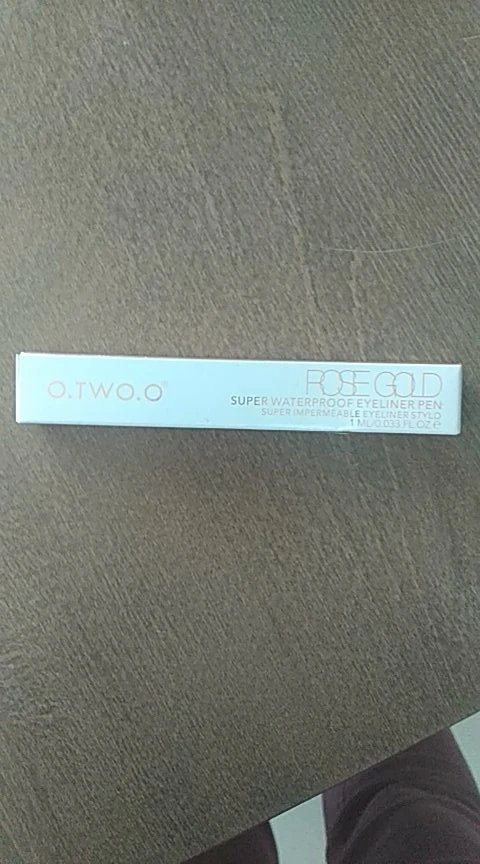 O.TWO.O®
ROSE GOLD
SUPER WATERPROOF EYELINER PEN
SUPER IMPERMEABLE EYELINER STYLO
1 ML/0.033 FL.OZ ℮